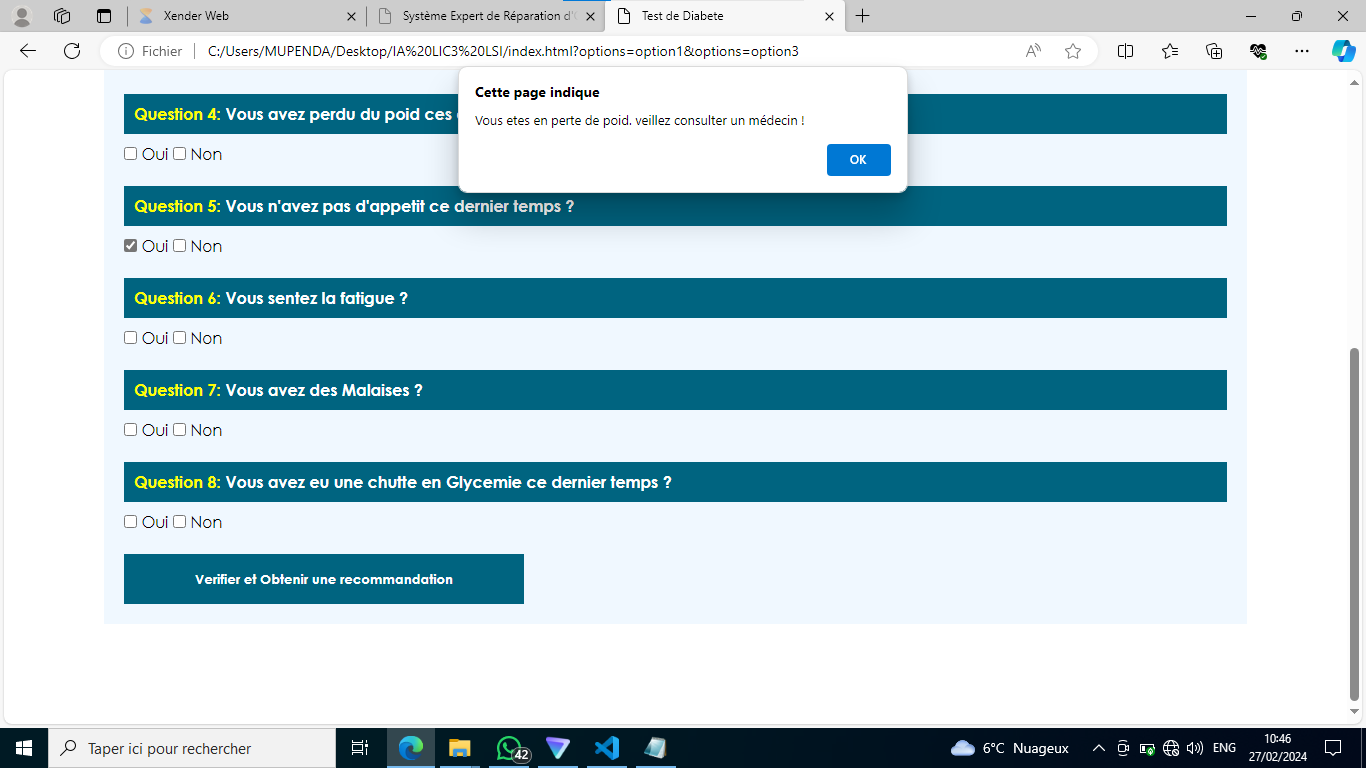 Xender Web
Système Expert de Réparation d'O
Test de Diabete
Fichier
C:/Users/MUPENDA/Desktop/IA%20LIC3%20LSI/index.html?options=option1&options=option3
Cette page indique
Vous etes en perte de poid. veillez consulter un médecin !
OK
Question 4: Vous avez perdu du poid ces
Oui Non
Question 5: Vous n'avez pas d'appetit ce dernier temps ?
Oui Non
Question 6: Vous sentez la fatigue ?
Oui Non
Question 7: Vous avez des Malaises ?
Oui Non
Question 8: Vous avez eu une chutte en Glycemie ce dernier temps ?
Oui Non
Verifier et Obtenir une recommandation
Taper ici pour rechercher
42
6°C Nuageux
ENG
10:46
27/02/2024